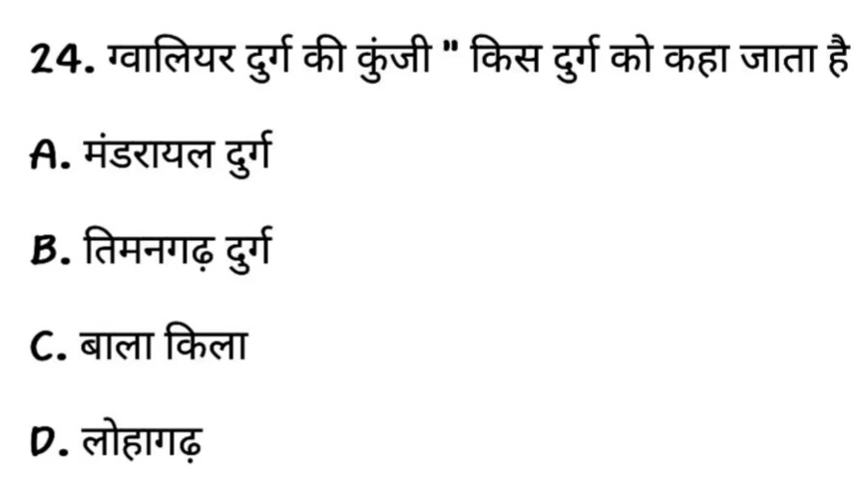 24. ग्वालियर दुर्ग की कुंजी " किस दुर्ग को कहा जाता है
A. मंडरायल दुर्ग
B. तिमनगढ़ दुर्ग
C. बाला किला
D. लोहागढ़